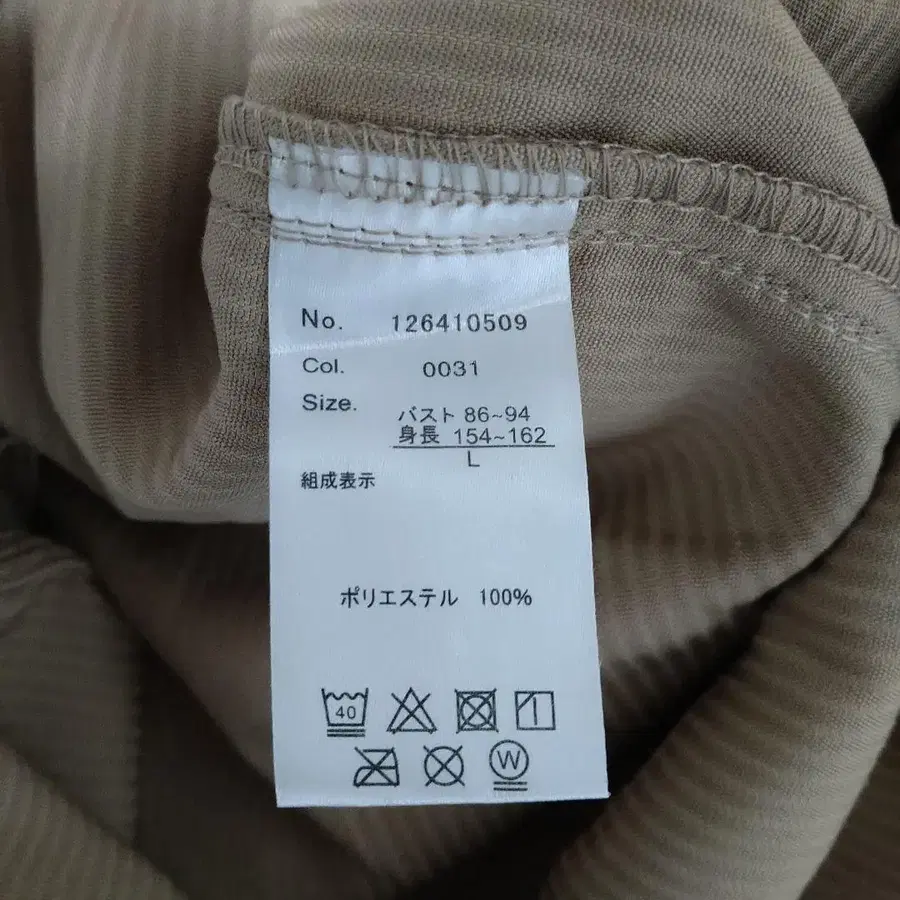 No. 126410509
Col. 0031
Size. バスト 86~94
身長 154~162
L
組成表示
ポリエステル 100%
40
W